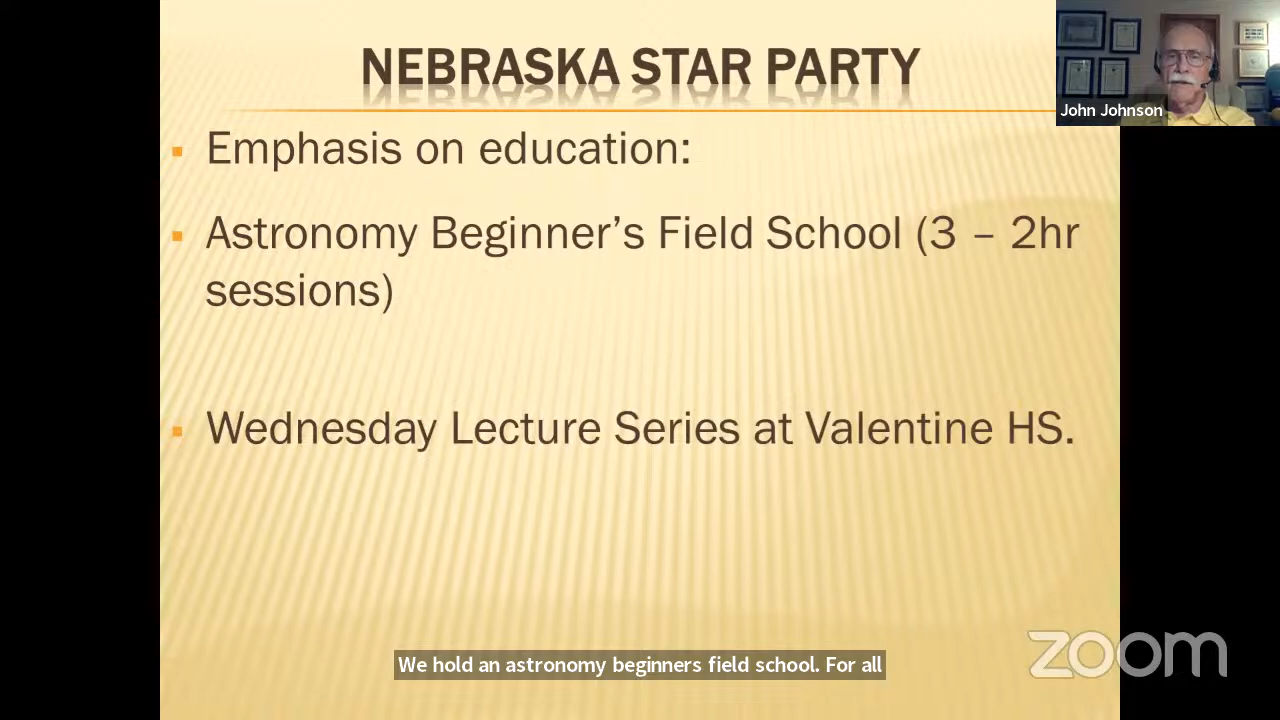 NEBRASKA STAR PARTY
John Johnson
Emphasis on education:
Astronomy Beginner’s Field School (3 – 2hr
sessions)
Wednesday Lecture Series at Valentine HS.
We hold an astronomy beginners field school. For all
zoom